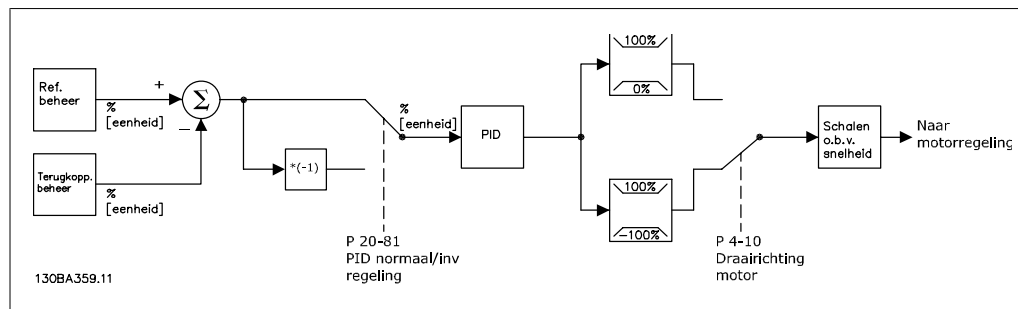 Ref.
beheer
+
%
[eenheid]
Σ
−
Terugkopp.
beheer
%
[eenheid]
*(-1)
%
[eenheid]
PID
P 20-81
PID normaal/inv
regeling
100%
0%
100%
−100%
P 4-10
Draairichting
motor
Schalen
o.b.v.
snelheid
Naar
motorregeling
130BA359.11